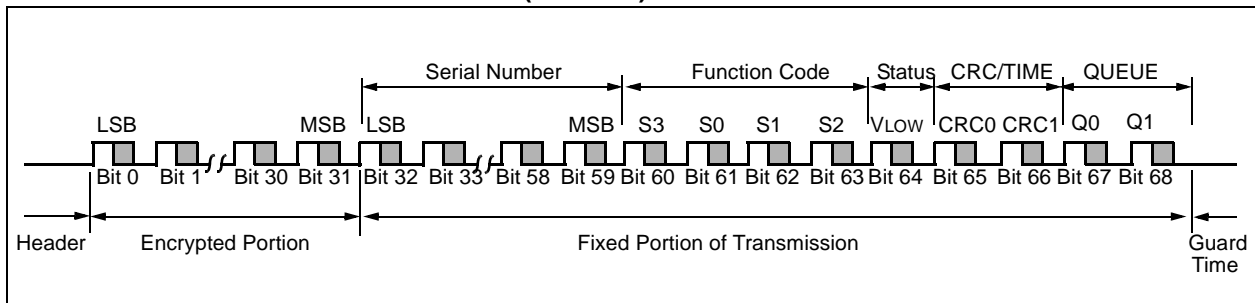 Serial Number Function Code Status CRC/TIME QUEUE
LSB MSB LSB MSB S3 S0 S1 S2 VLOW CRC0 CRC1 Q0 Q1
Bit 0 Bit 1 Bit 30 Bit 31 Bit 32 Bit 33 Bit 58 Bit 59 Bit 60 Bit 61 Bit 62 Bit 63 Bit 64 Bit 65 Bit 66 Bit 67 Bit 68
Header Encrypted Portion Fixed Portion of Transmission Guard
Time